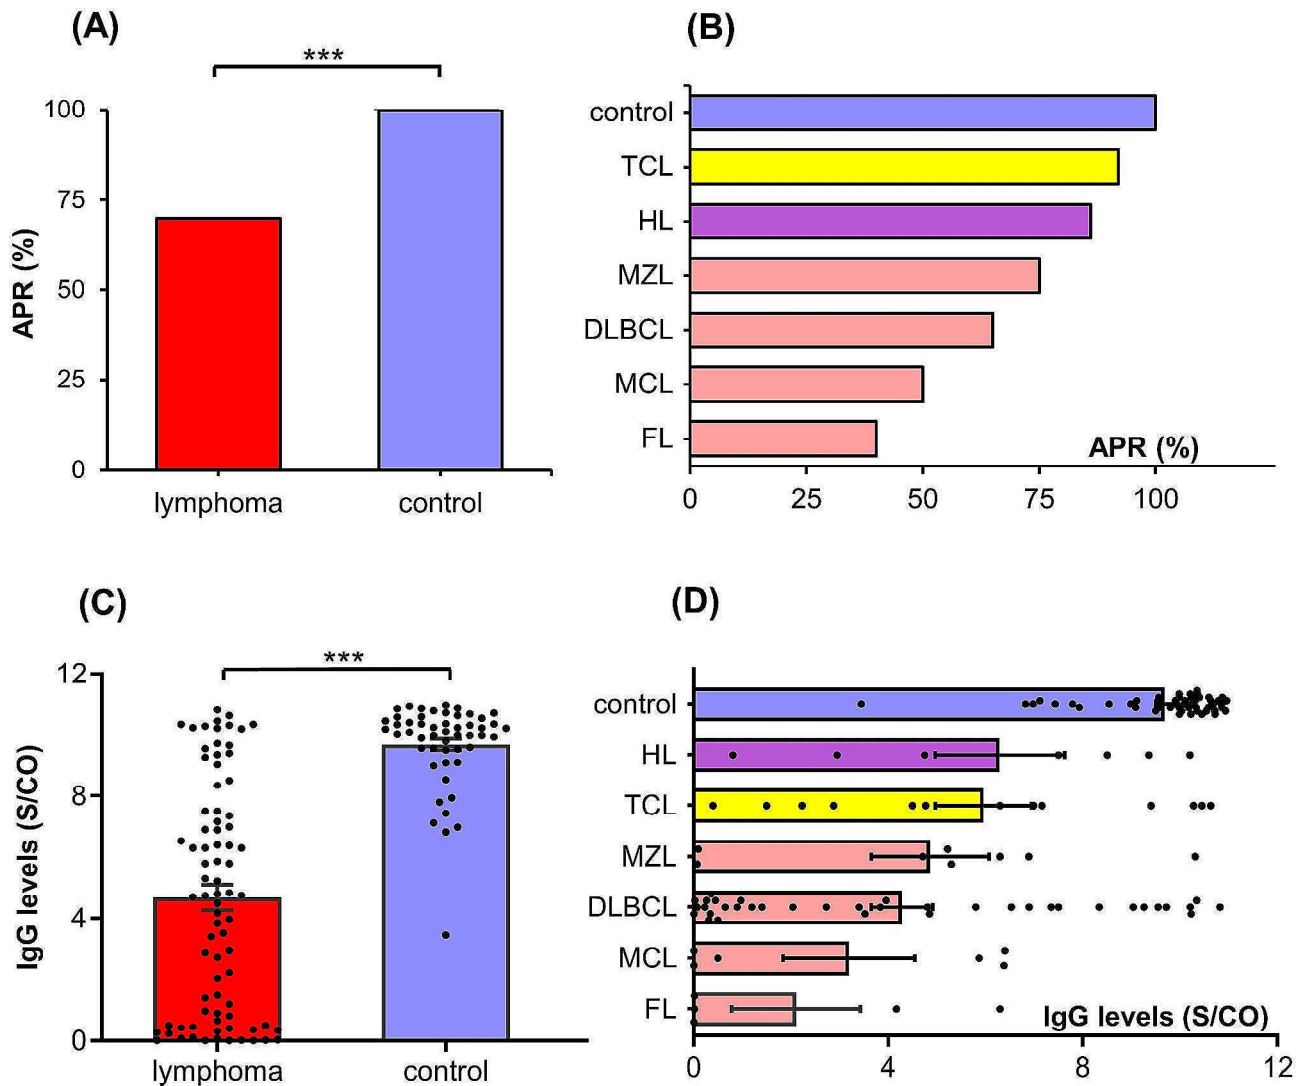 (A)
***
APR (%)
100
75
50
25
0
lymphoma control
(B)
control
TCL
HL
MZL
DLBCL
MCL
FL
APR (%)
0 25 50 75 100
(C)
***
IgG levels (S/CO)
12
8
4
0
lymphoma control
(D)
control
HL
TCL
MZL
DLBCL
MCL
FL
IgG levels (S/CO)
0 4 8 12